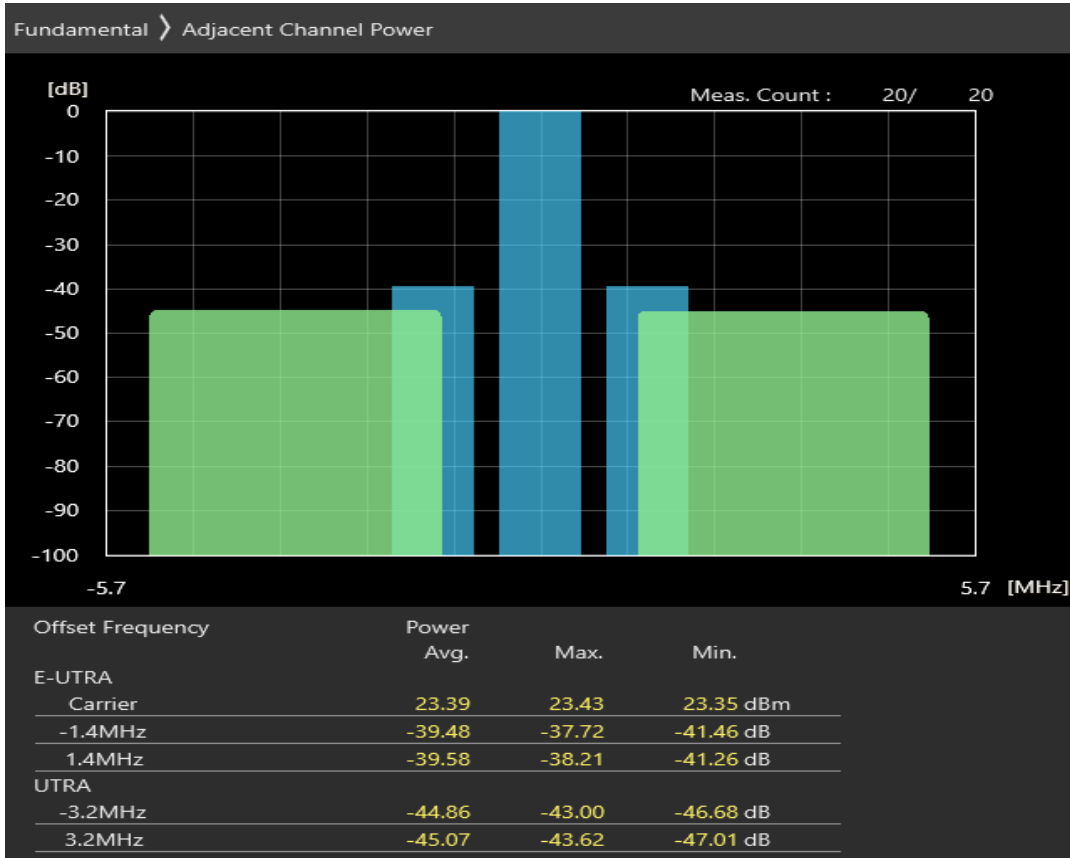 Fundamental 〉 Adjacent Channel Power
[dB]
Meas. Count : 20/ 20
0
-10
-20
-30
-40
-50
-60
-70
-80
-90
-100
-5.7 5.7 [MHz]
Offset Frequency Power
Avg. Max. Min.
E-UTRA
Carrier 23.39 23.43 23.35 dBm
-1.4MHz -39.48 -37.72 -41.46 dB
1.4MHz -39.58 -38.21 -41.26 dB
UTRA
-3.2MHz -44.86 -43.00 -46.68 dB
3.2MHz -45.07 -43.62 -47.01 dB